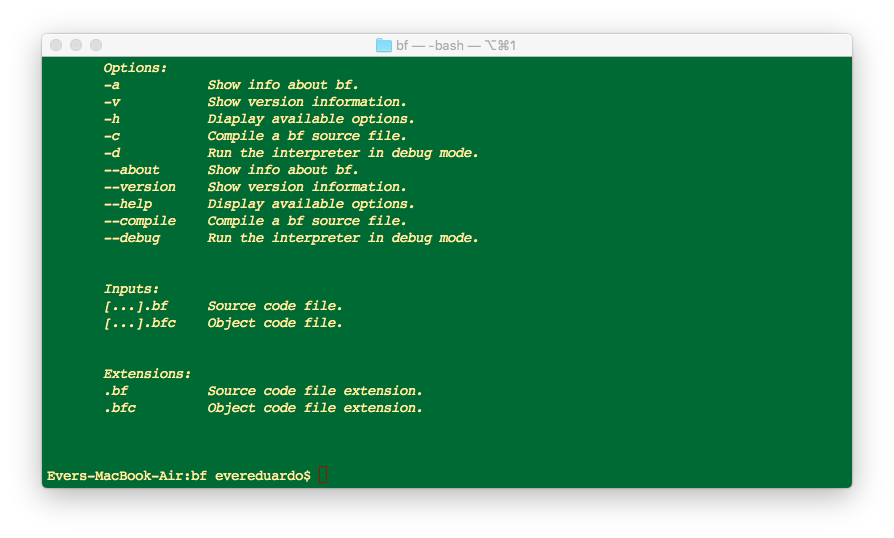 bf — -bash — ⌥⌘1
Options:
-a Show info about bf.
-v Show version information.
-h Diaplay available options.
-c Compile a bf source file.
-d Run the interpreter in debug mode.
--about Show info about bf.
--version Show version information.
--help Display available options.
--compile Compile a bf source file.
--debug Run the interpreter in debug mode.
Inputs:
[...].bf Source code file.
[...].bfc Object code file.
Extensions:
.bf Source code file extension.
.bfc Object code file extension.
Evers-MacBook-Air:bf evereduardo$